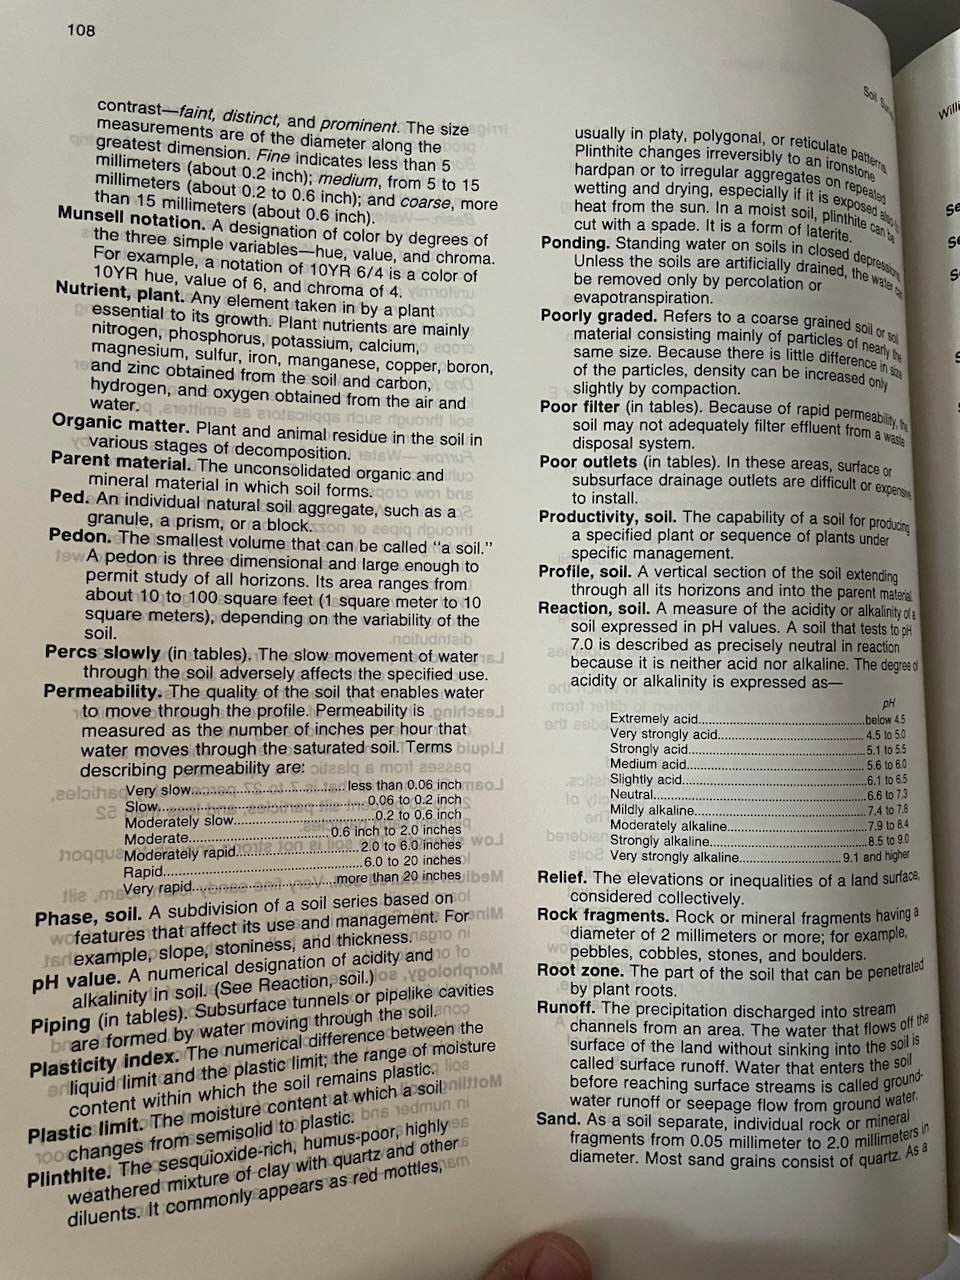 108
Soil
contrast—faint, distinct, and prominent. The size
measurements are of the diameter along the
greatest dimension. Fine indicates less than 5
millimeters (about 0.2 inch); medium, from 5 to 15
millimeters (about 0.2 to 0.6 inch); and coarse, more
than 15 millimeters (about 0.6 inch).
Munsell notation. A designation of color by degrees of
the three simple variables—hue, value, and chroma.
For example, a notation of 10YR 6/4 is a color of
10YR hue, value of 6, and chroma of 4.
Nutrient, plant. Any element taken in by a plant
essential to its growth. Plant nutrients are mainly
nitrogen, phosphorus, potassium, calcium,
magnesium, sulfur, iron, manganese, copper, boron,
and zinc obtained from the soil and carbon,
hydrogen, and oxygen obtained from the air and
water.
Organic matter. Plant and animal residue in the soil in
various stages of decomposition.
Parent material. The unconsolidated organic and
mineral material in which soil forms.
Ped. An individual natural soil aggregate, such as a
granule, a prism, or a block.
Pedon. The smallest volume that can be called "a soil."
A pedon is three dimensional and large enough to
permit study of all horizons. Its area ranges from
about 10 to 100 square feet (1 square meter to 10
square meters), depending on the variability of the
soil.
Percs slowly (in tables). The slow movement of water
through the soil adversely affects the specified use.
Permeability. The quality of the soil that enables water
to move through the profile. Permeability is
measured as the number of inches per hour that
water moves through the saturated soil. Terms
describing permeability are:
Very slow...............................less than 0.06 inch
Slow..........................................0.06 to 0.2 inch
Moderately slow............................0.2 to 0.6 inch
Moderate............................0.6 inch to 2.0 inches
Moderately rapid........................2.0 to 6.0 inches
Rapid........................................6.0 to 20 inches
Very rapid............................more than 20 inches
Phase, soil. A subdivision of a soil series based on
features that affect its use and management. For
example, slope, stoniness, and thickness.
pH value. A numerical designation of acidity and
alkalinity in soil. (See Reaction, soil.)
Piping (in tables). Subsurface tunnels or pipelike cavities
are formed by water moving through the soil.
Plasticity index. The numerical difference between the
liquid limit and the plastic limit; the range of moisture
content within which the soil remains plastic.
Plastic limit. The moisture content at which a soil
changes from semisolid to plastic.
Plinthite. The sesquioxide-rich, humus-poor, highly
weathered mixture of clay with quartz and other
diluents. It commonly appears as red mottles,
usually in platy, polygonal, or reticulate patterns.
Plinthite changes irreversibly to an ironstone
hardpan or to irregular aggregates on repeated
wetting and drying, especially if it is exposed also to
heat from the sun. In a moist soil, plinthite can be
cut with a spade. It is a form of laterite.
Ponding. Standing water on soils in closed depressions.
Unless the soils are artificially drained, the water can
be removed only by percolation or
evapotranspiration.
Poorly graded. Refers to a coarse grained soil or soil
material consisting mainly of particles of nearly the
same size. Because there is little difference in size
of the particles, density can be increased only
slightly by compaction.
Poor filter (in tables). Because of rapid permeability, the
soil may not adequately filter effluent from a waste
disposal system.
Poor outlets (in tables). In these areas, surface or
subsurface drainage outlets are difficult or expensive
to install.
Productivity, soil. The capability of a soil for producing
a specified plant or sequence of plants under
specific management.
Profile, soil. A vertical section of the soil extending
through all its horizons and into the parent material.
Reaction, soil. A measure of the acidity or alkalinity of a
soil expressed in pH values. A soil that tests to pH
7.0 is described as precisely neutral in reaction
because it is neither acid nor alkaline. The degree of
acidity or alkalinity is expressed as—
pH
Extremely acid.......................................below 4.5
Very strongly acid...................................4.5 to 5.0
Strongly acid..........................................5.1 to 5.5
Medium acid...........................................5.6 to 6.0
Slightly acid............................................6.1 to 6.5
Neutral...................................................6.6 to 7.3
Mildly alkaline.........................................7.4 to 7.8
Moderately alkaline.................................7.9 to 8.4
Strongly alkaline.....................................8.5 to 9.0
Very strongly alkaline.........................9.1 and higher
Relief. The elevations or inequalities of a land surface,
considered collectively.
Rock fragments. Rock or mineral fragments having a
diameter of 2 millimeters or more; for example,
pebbles, cobbles, stones, and boulders.
Root zone. The part of the soil that can be penetrated
by plant roots.
Runoff. The precipitation discharged into stream
channels from an area. The water that flows off the
surface of the land without sinking into the soil is
called surface runoff. Water that enters the soil
before reaching surface streams is called ground-
water runoff or seepage flow from ground water.
Sand. As a soil separate, individual rock or mineral
fragments from 0.05 millimeter to 2.0 millimeters in
diameter. Most sand grains consist of quartz. As a